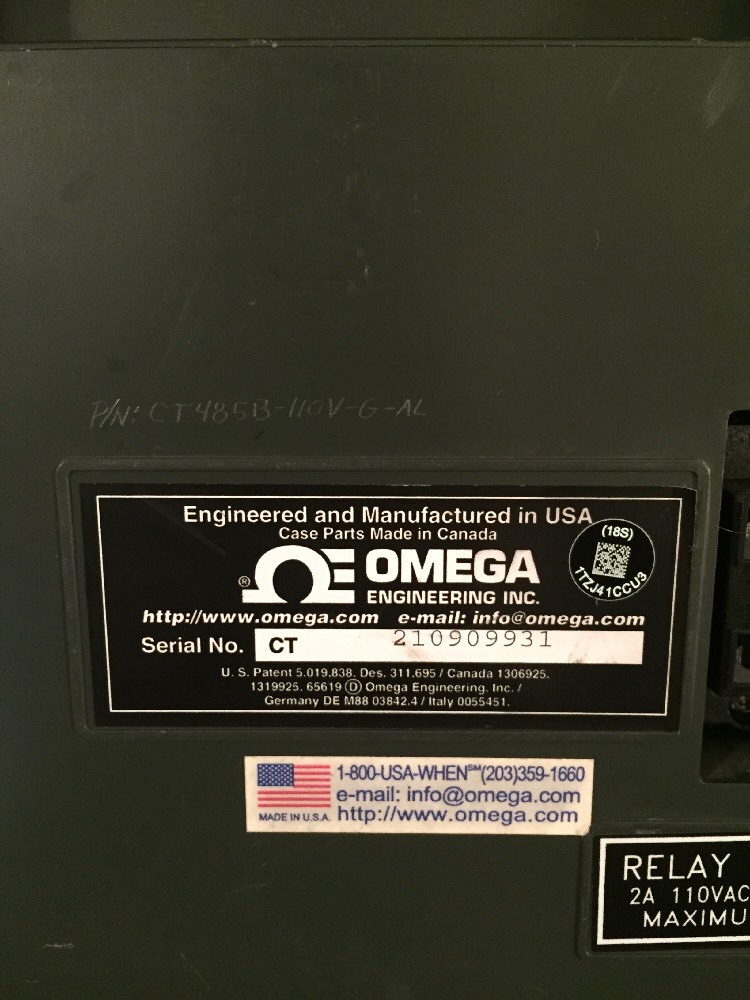 P/N: CT485B-110V-G-AL
Engineered and Manufactured in USA
Case Parts Made in Canada
(18S)
1TZJ41CCU3
® OMEGA
ENGINEERING INC.
http://www.omega.com e-mail: info@omega.com
Serial No. CT 210909931
U. S. Patent 5.019.838. Des. 311.695 / Canada 1306925.
1319925. 65619 Ⓓ Omega Engineering. Inc. /
Germany DE M88 03842.4 / Italy 0055451.
1-800-USA-WHEN℠ (203)359-1660
e-mail: info@omega.com
MADE IN U.S.A. http://www.omega.com
RELAY
2A 110VAC
MAXIMU